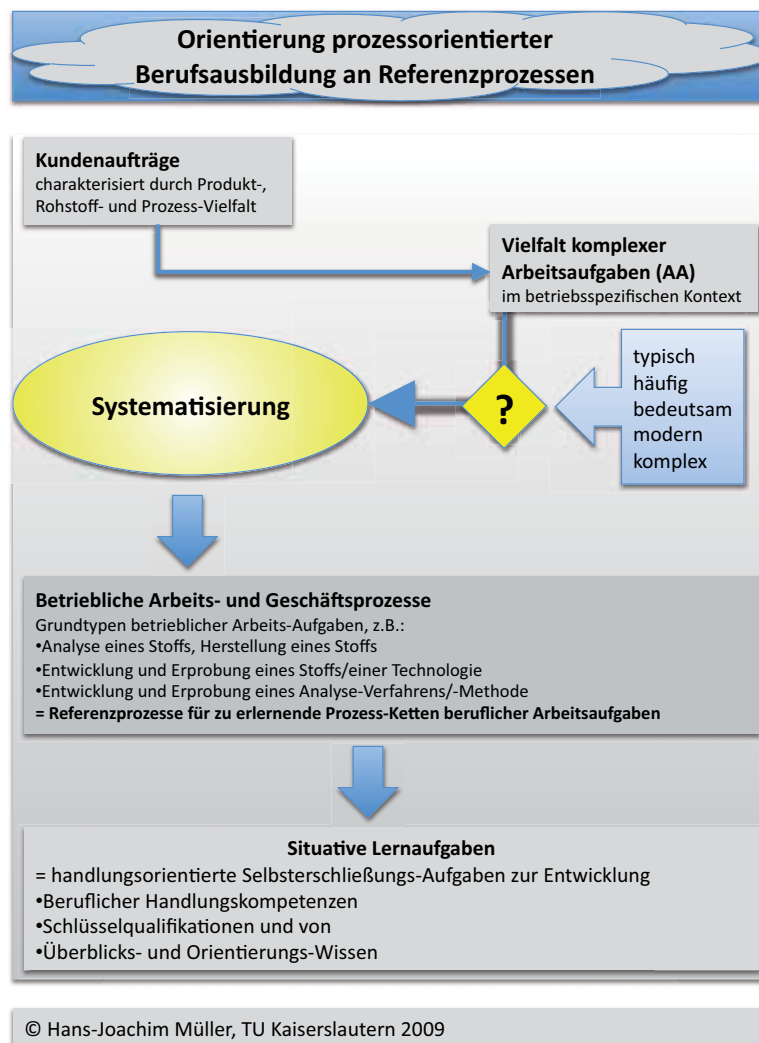 Orientierung prozessorientierter
Berufsausbildung an Referenzprozessen
Kundenaufträge
charakterisiert durch Produkt-,
Rohstoff- und Prozess-Vielfalt
Vielfalt komplexer
Arbeitsaufgaben (AA)
im betriebsspezifischen Kontext
typisch
häufig
bedeutsam
modern
komplex
?
Systematisierung
Betriebliche Arbeits- und Geschäftsprozesse
Grundtypen betrieblicher Arbeits-Aufgaben, z.B.:
•Analyse eines Stoffs, Herstellung eines Stoffs
•Entwicklung und Erprobung eines Stoffs/einer Technologie
•Entwicklung und Erprobung eines Analyse-Verfahrens/-Methode
= Referenzprozesse für zu erlernende Prozess-Ketten beruflicher Arbeitsaufgaben
Situative Lernaufgaben
= handlungsorientierte Selbsterschließungs-Aufgaben zur Entwicklung
•Beruflicher Handlungskompetenzen
•Schlüsselqualifikationen und von
•Überblicks- und Orientierungs-Wissen
© Hans-Joachim Müller, TU Kaiserslautern 2009